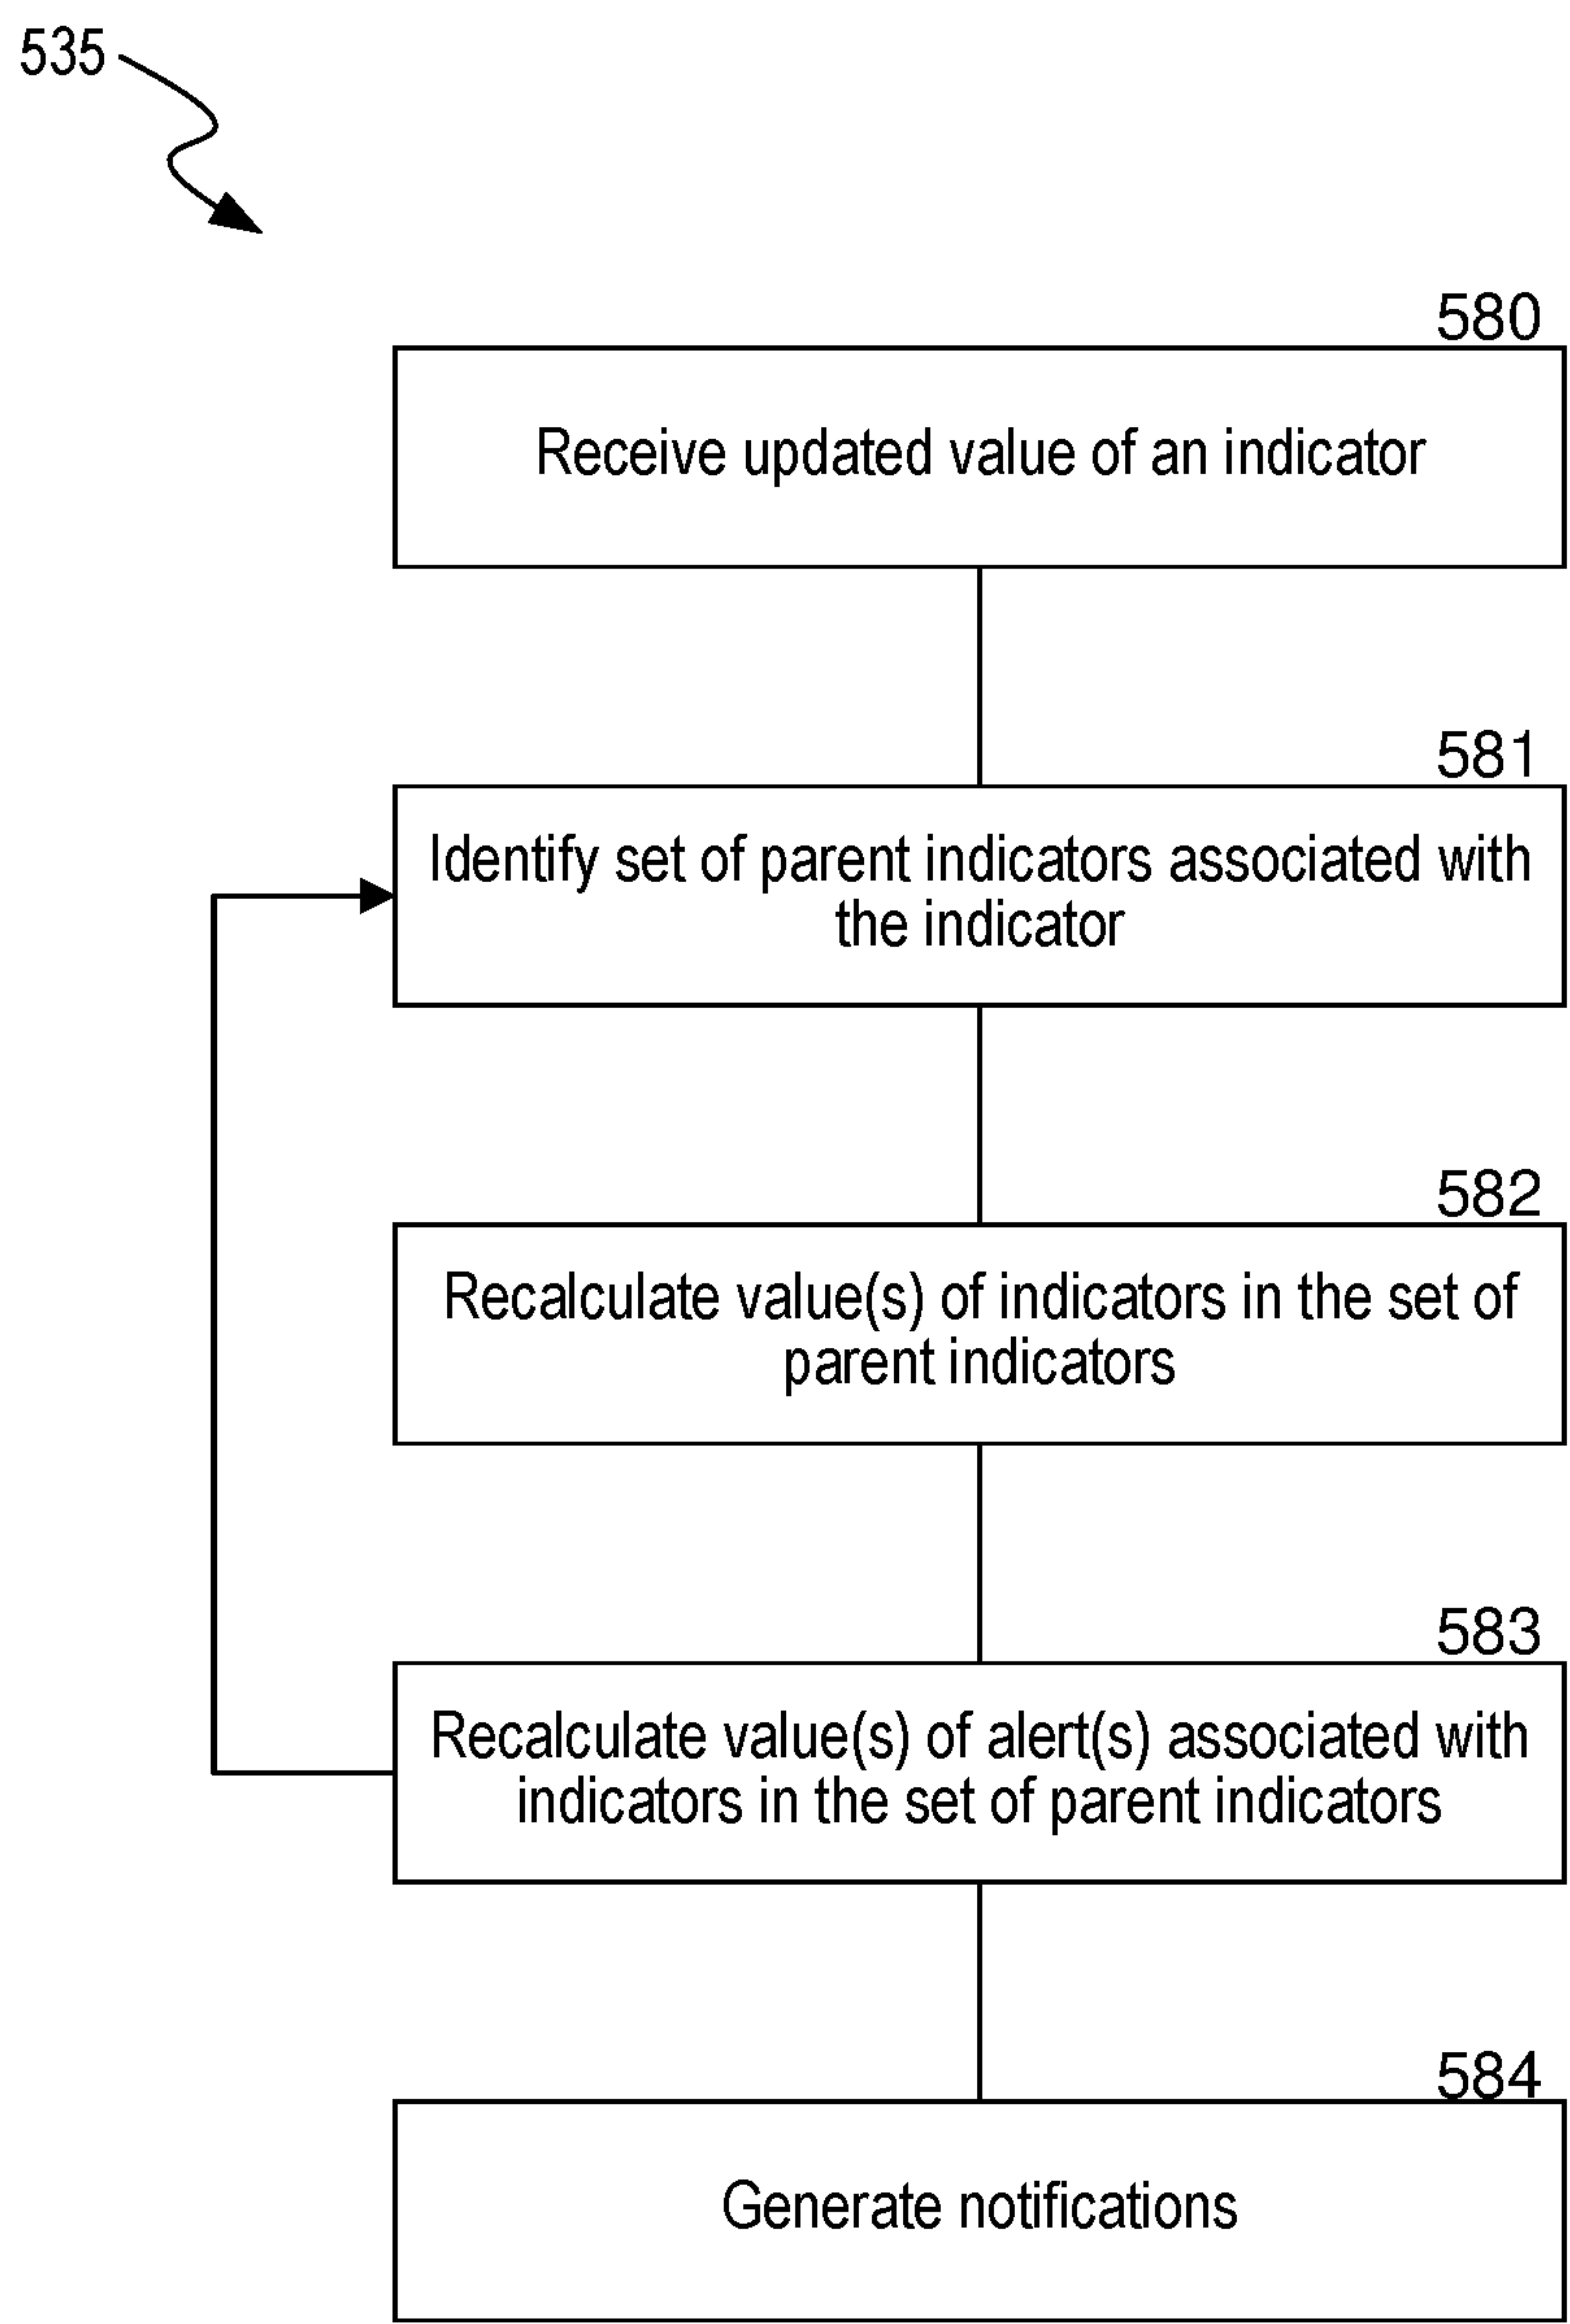 535
580
Receive updated value of an indicator
581
Identify set of parent indicators associated with
the indicator
582
Recalculate value(s) of indicators in the set of
parent indicators
583
Recalculate value(s) of alert(s) associated with
indicators in the set of parent indicators
584
Generate notifications